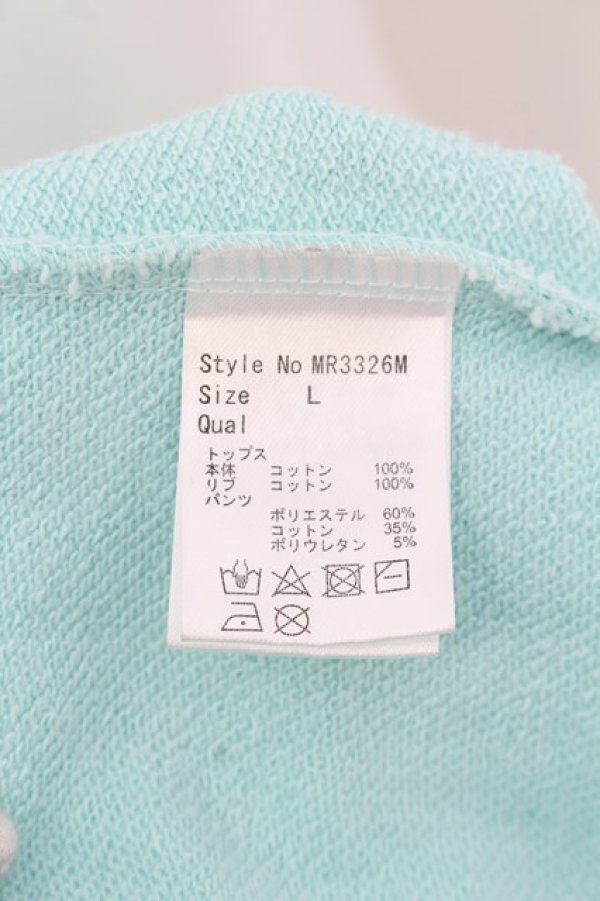 Style No MR3326M
Size L
Qual
トップス
本体 コットン 100%
リブ コットン 100%
パンツ
ポリエステル 60%
コットン 35%
ポリウレタン 5%